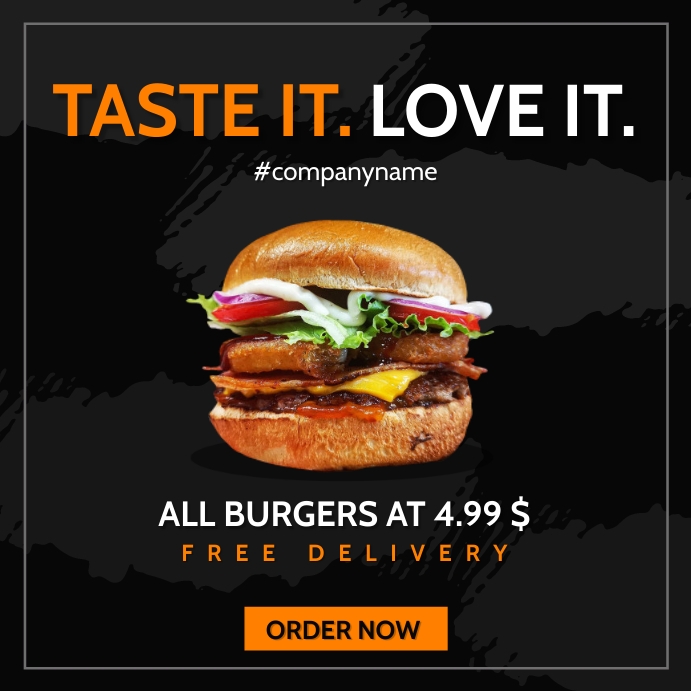 TASTE IT. LOVE IT.
#companyname
ALL BURGERS AT 4.99 $
FREE DELIVERY
ORDER NOW